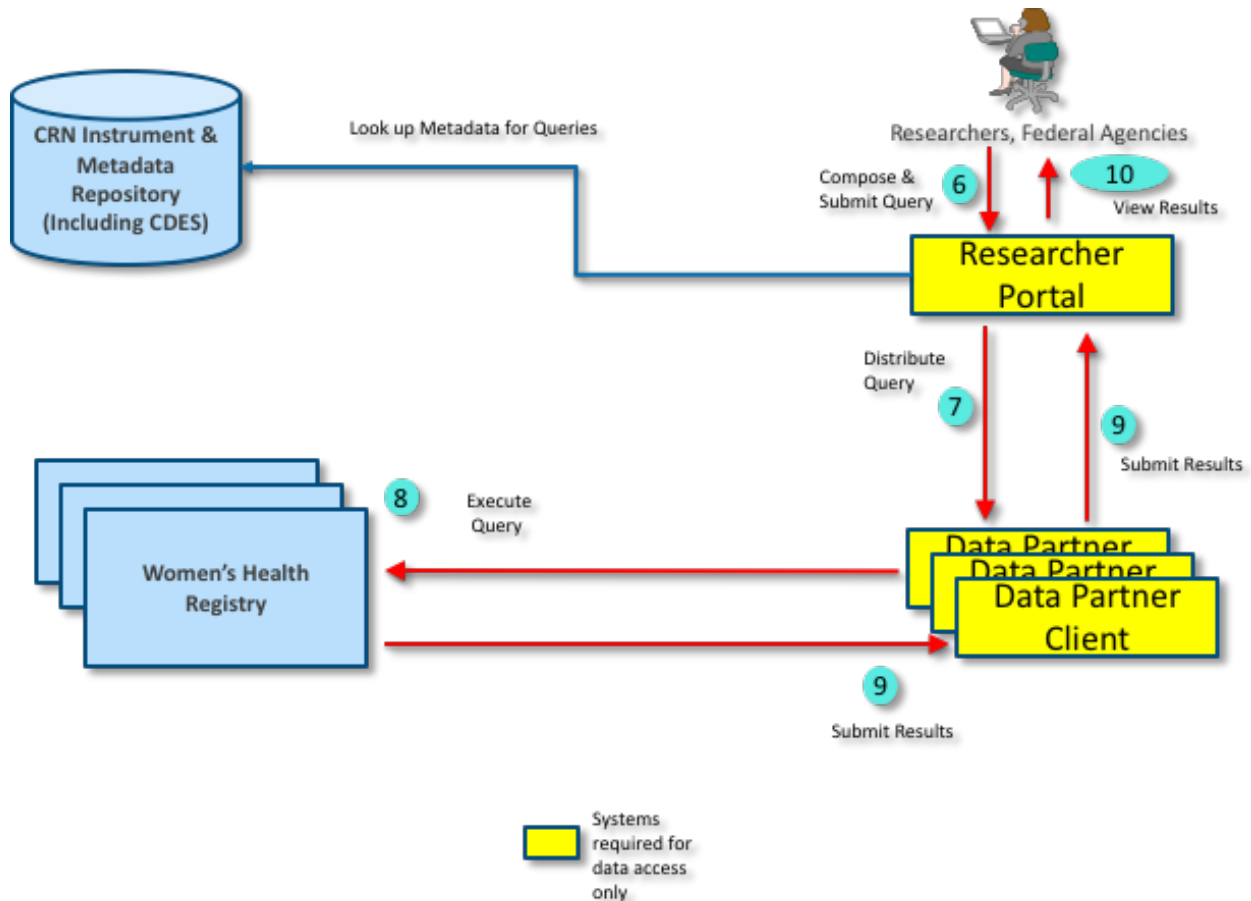 CRN Instrument &
Metadata
Repository
(Including CDES)
Look up Metadata for Queries
Researchers, Federal Agencies
Compose &
Submit Query
6
10
View Results
Researcher
Portal
Distribute
Query
7
9
Submit Results
8
Execute
Query
Women's Health
Registry
Data Partner
Data Partner
Data Partner
Client
9
Submit Results
Systems
required for
data access
only